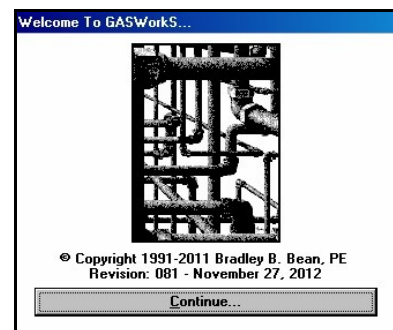 Welcome To GASWorkS...
© Copyright 1991-2011 Bradley B. Bean, PE
Revision: 081 - November 27, 2012
Continue...